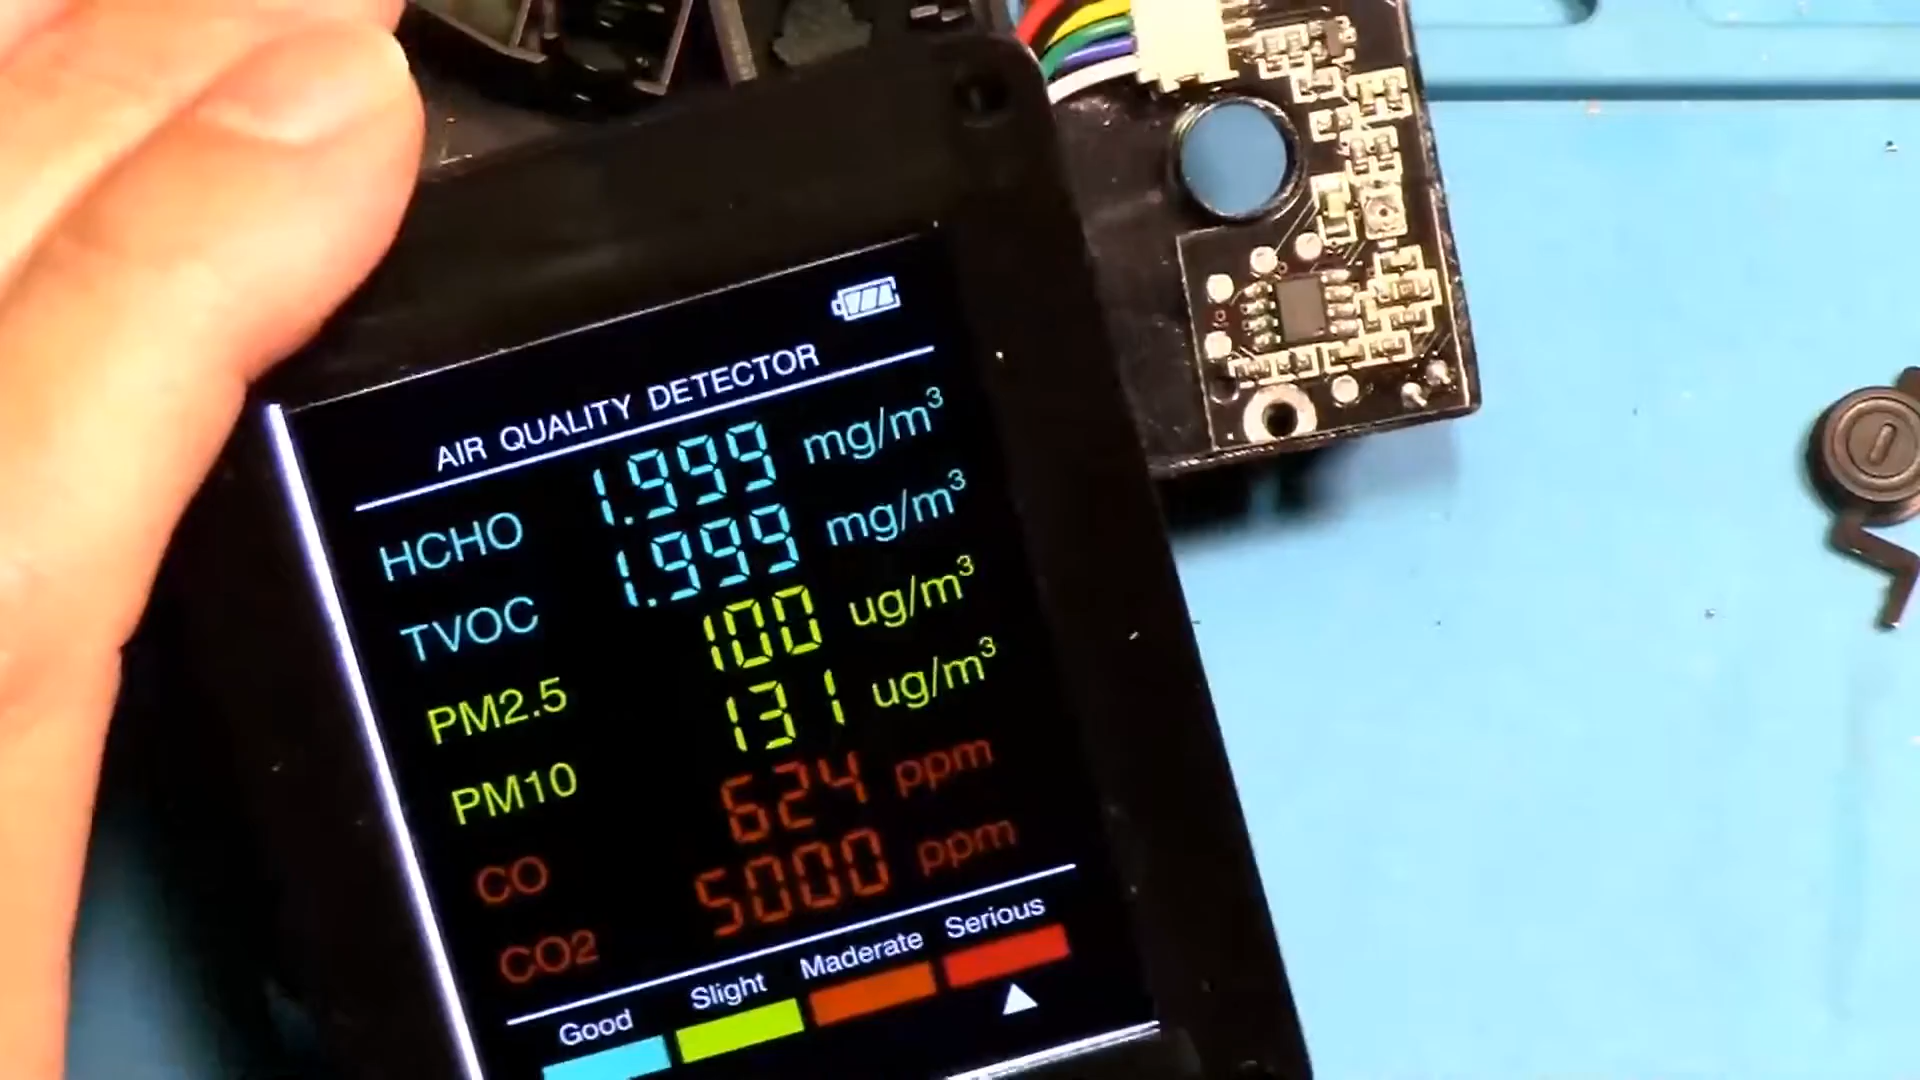 AIR QUALITY DETECTOR
HCHO 1.999 mg/m³
TVOC 1.999 mg/m³
PM2.5 100 ug/m³
PM10 131 ug/m³
CO 624 ppm
CO2 5000 ppm
Good Slight Maderate Serious